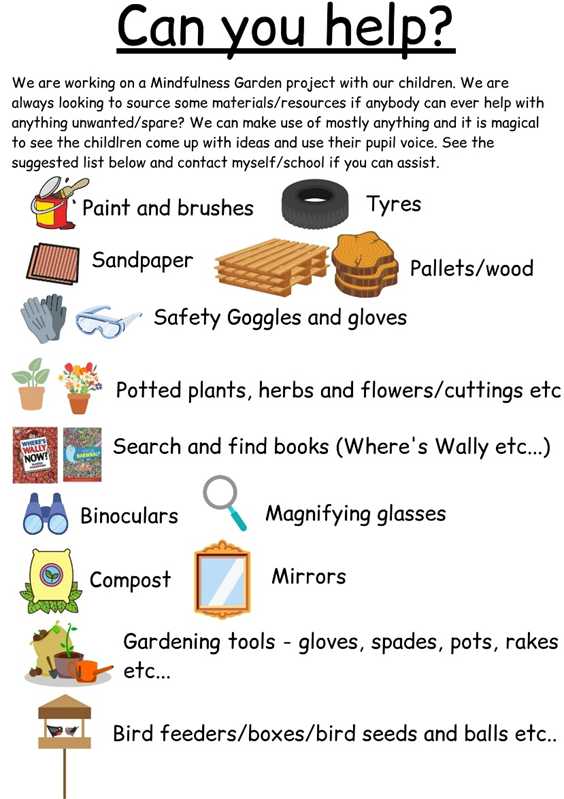 Can you help?
We are working on a Mindfulness Garden project with our children. We are
always looking to source some materials/resources if anybody can ever help with
anything unwanted/spare? We can make use of mostly anything and it is magical
to see the childlren come up with ideas and use their pupil voice. See the
suggested list below and contact myself/school if you can assist.
Paint and brushes
Tyres
Sandpaper
Pallets/wood
Safety Goggles and gloves
Potted plants, herbs and flowers/cuttings etc
WHERE'S
WALLY
NOW?
NARWHAL?
Search and find books (Where's Wally etc...)
Binoculars
Magnifying glasses
Compost
Mirrors
Gardening tools - gloves, spades, pots, rakes
etc...
Bird feeders/boxes/bird seeds and balls etc..